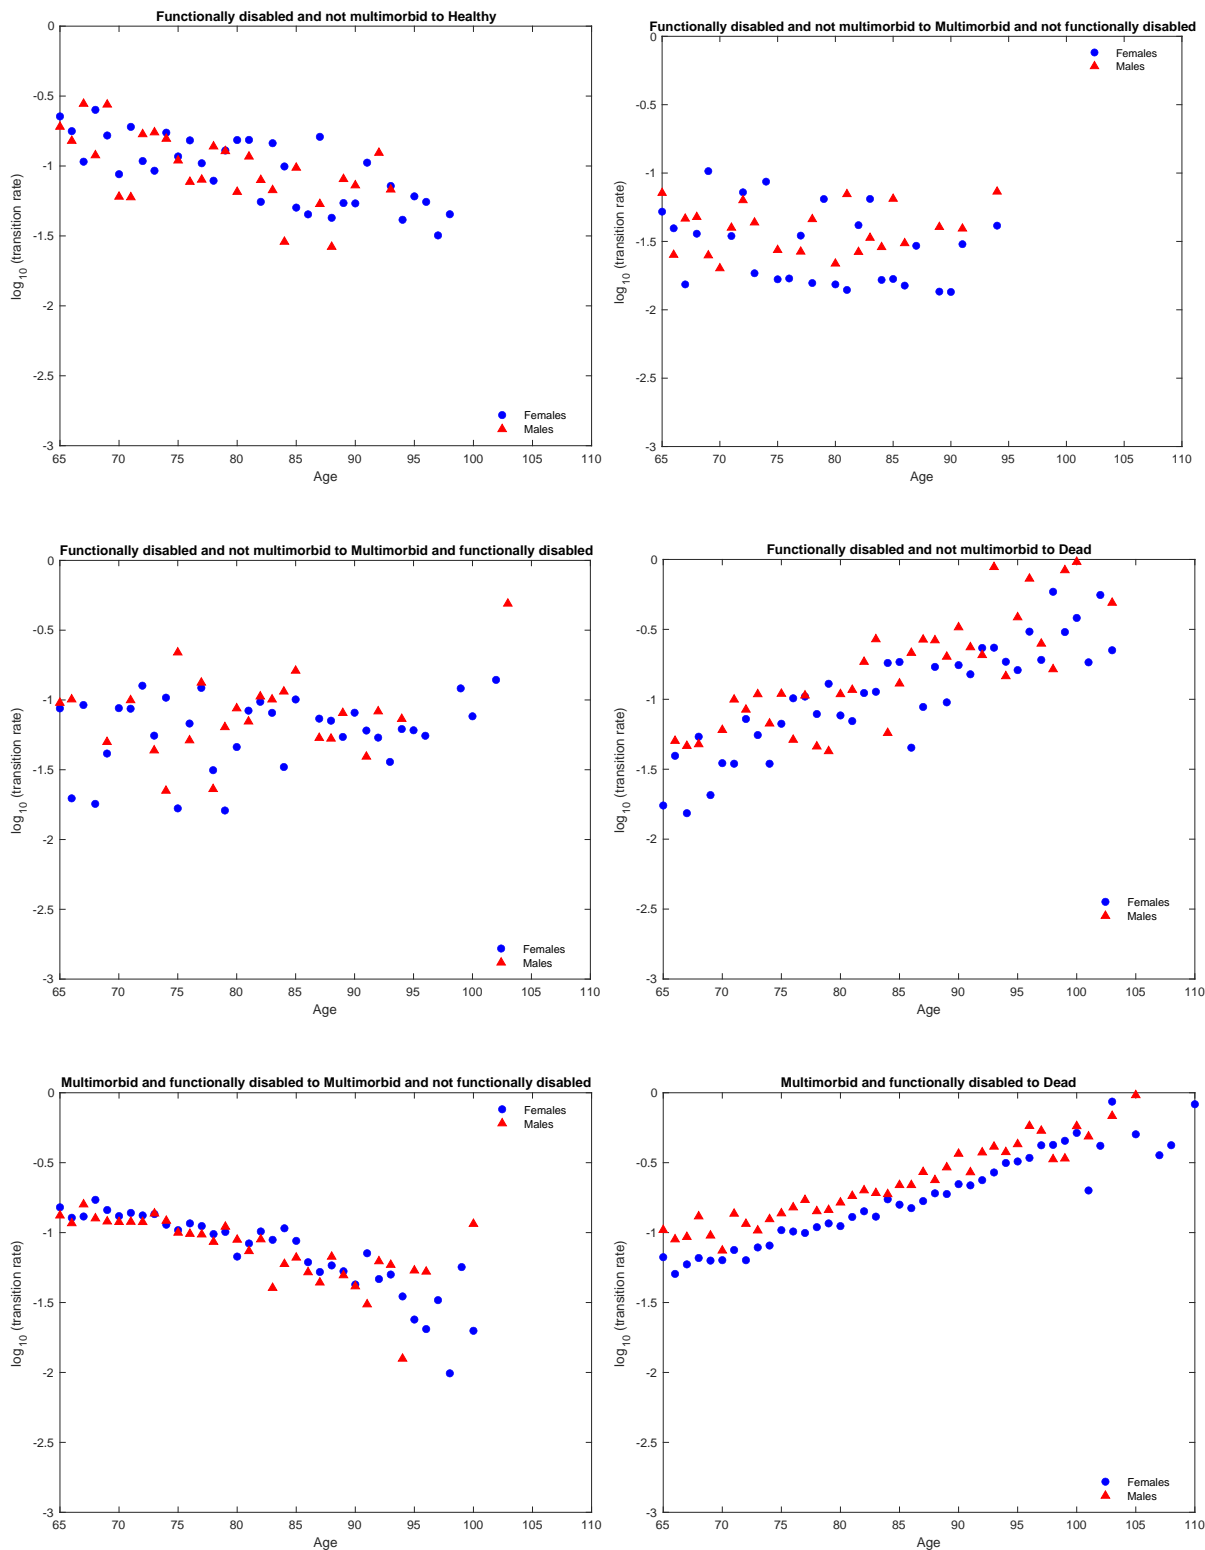 Functionally disabled and not multimorbid to Healthy
0
-0.5
-1
-1.5
-2
-2.5
-3
log10 (transition rate)
65 70 75 80 85 90 95 100 105 110
Age
Females
Males
Functionally disabled and not multimorbid to Multimorbid and not functionally disabled
0
-0.5
-1
-1.5
-2
-2.5
-3
log10 (transition rate)
65 70 75 80 85 90 95 100 105 110
Age
Females
Males
Functionally disabled and not multimorbid to Multimorbid and functionally disabled
0
-0.5
-1
-1.5
-2
-2.5
-3
log10 (transition rate)
65 70 75 80 85 90 95 100 105 110
Age
Females
Males
Functionally disabled and not multimorbid to Dead
0
-0.5
-1
-1.5
-2
-2.5
-3
log10 (transition rate)
65 70 75 80 85 90 95 100 105 110
Age
Females
Males
Multimorbid and functionally disabled to Multimorbid and not functionally disabled
0
-0.5
-1
-1.5
-2
-2.5
-3
log10 (transition rate)
65 70 75 80 85 90 95 100 105 110
Age
Females
Males
Multimorbid and functionally disabled to Dead
0
-0.5
-1
-1.5
-2
-2.5
-3
log10 (transition rate)
65 70 75 80 85 90 95 100 105 110
Age
Females
Males